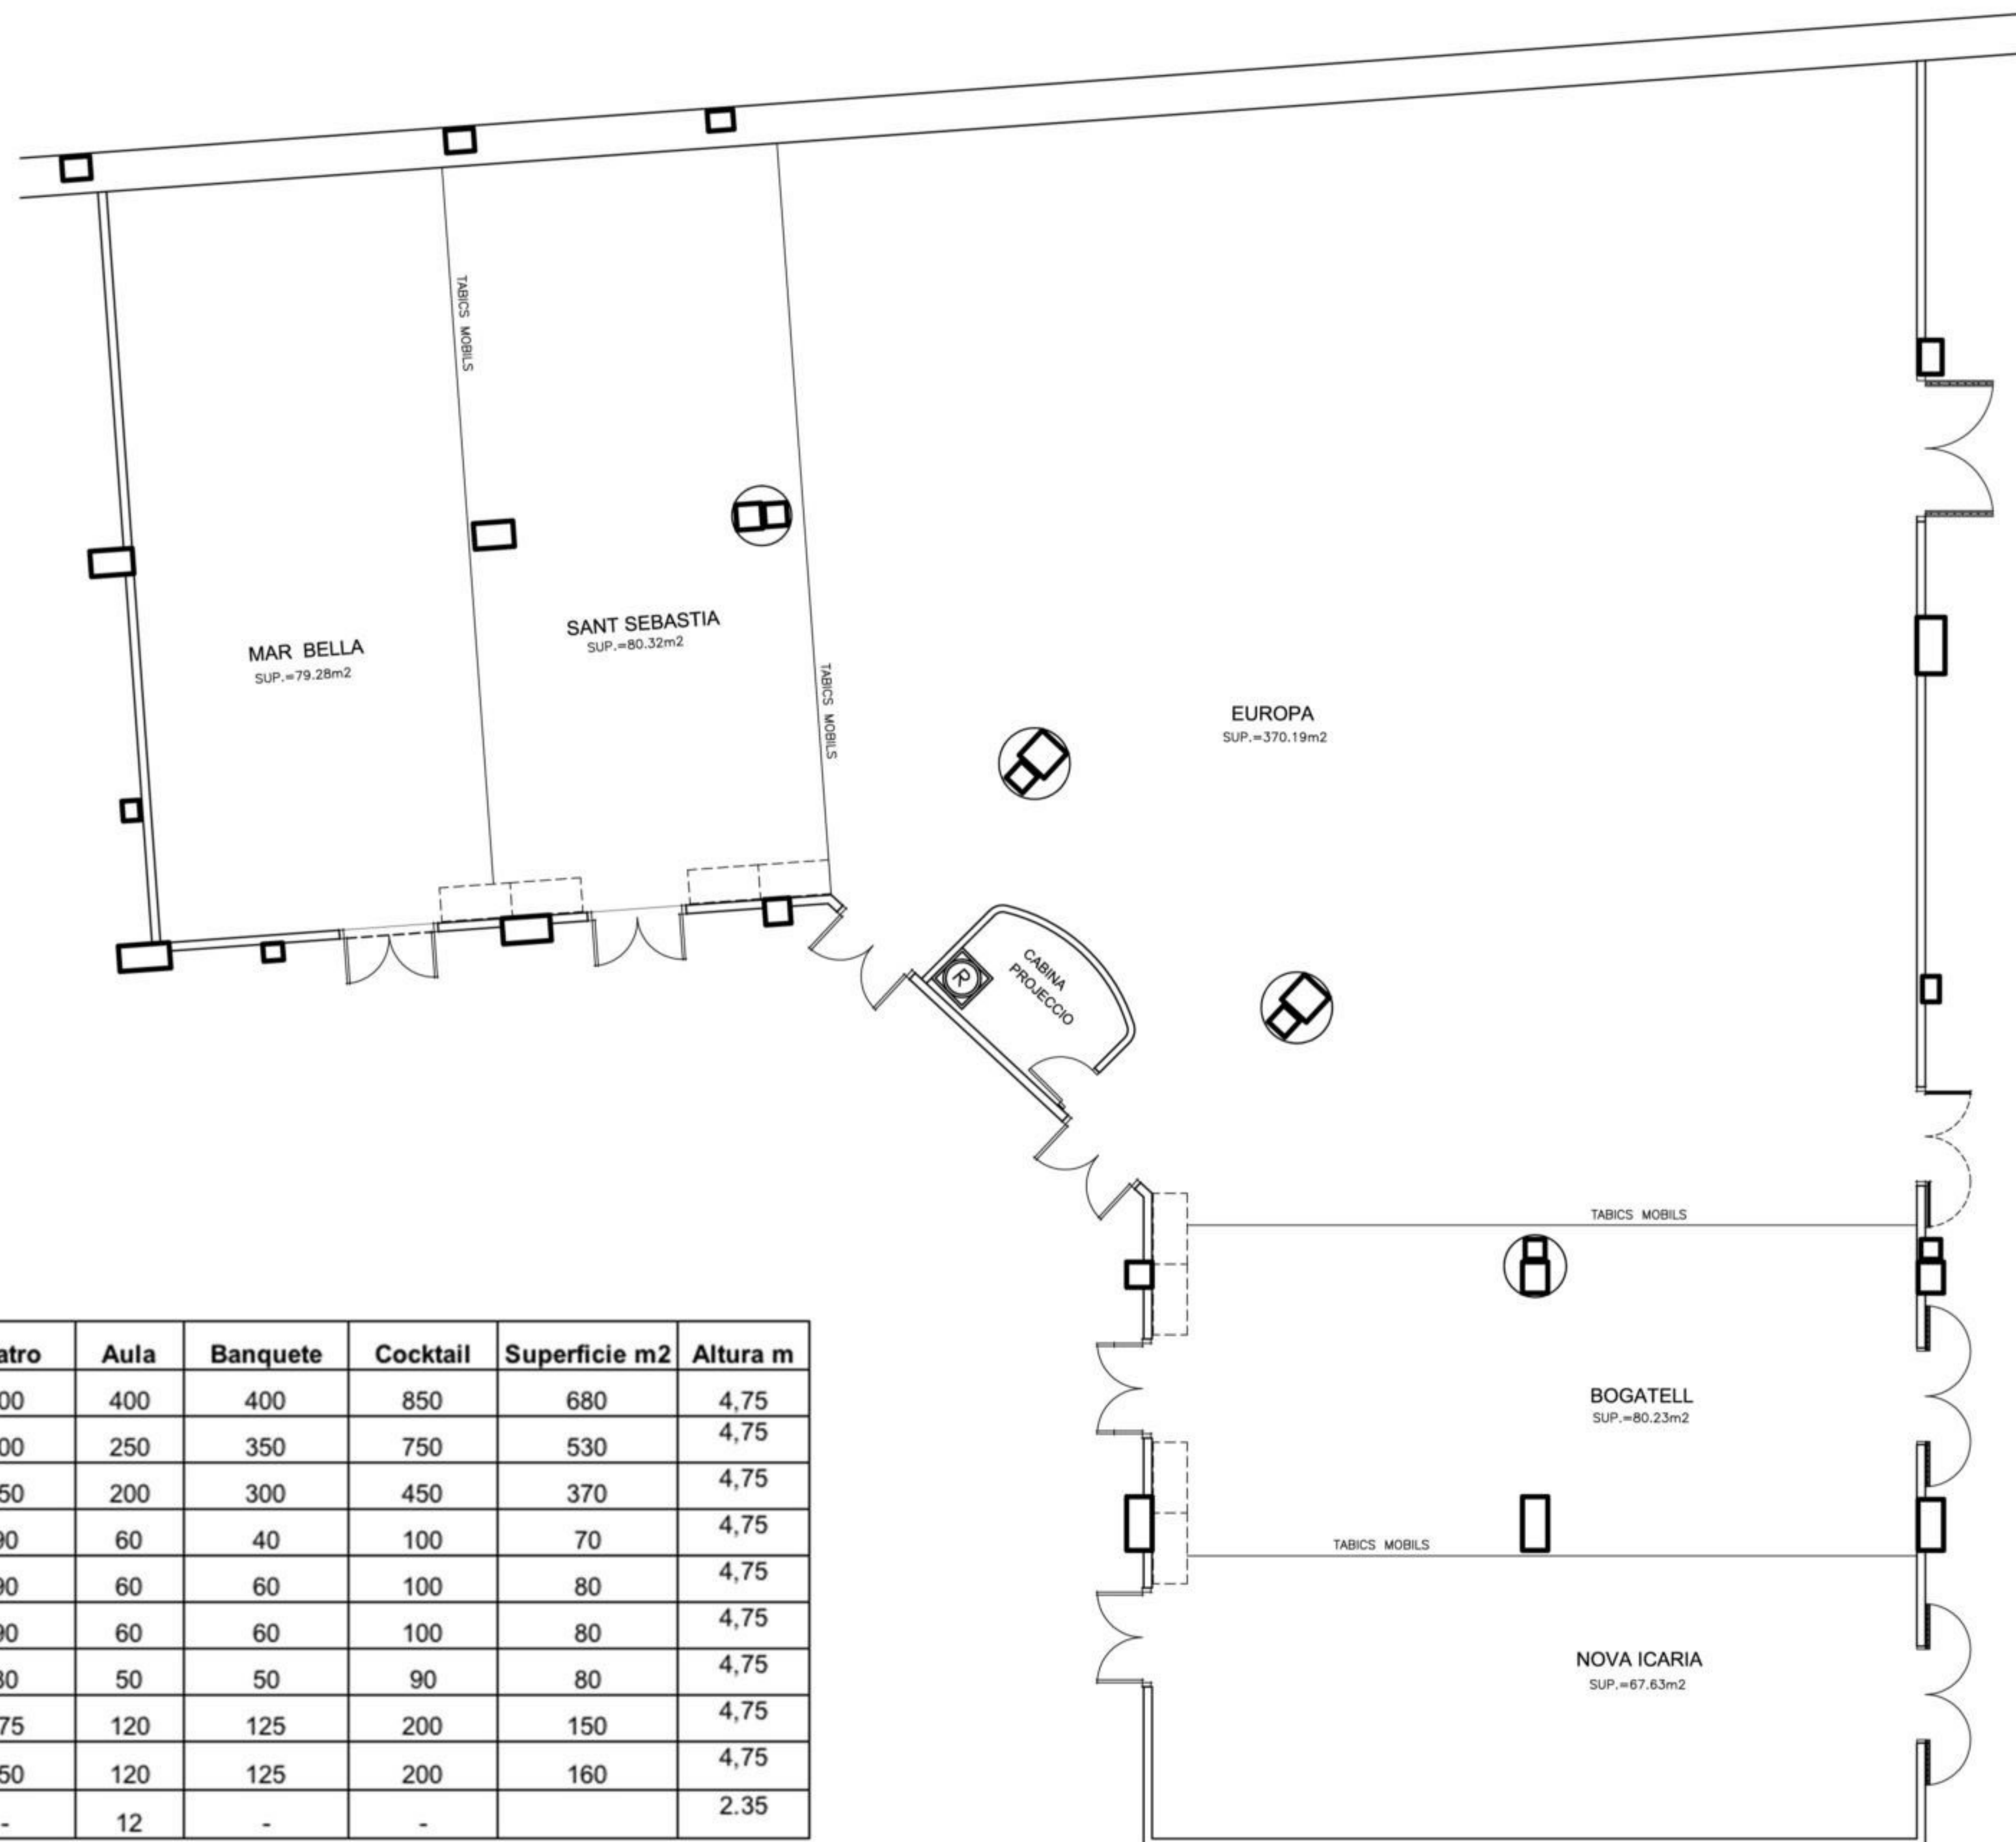 TABICS MOBILS
MAR BELLA
SUP.=79.28m2
SANT SEBASTIA
SUP.=80.32m2
TABICS MOBILS
EUROPA
SUP.=370.19m2
CABINA
PROJECCIO
R
TABICS MOBILS
BOGATELL
SUP.=80.23m2
TABICS MOBILS
NOVA ICARIA
SUP.=67.63m2
atro Aula Banquete Cocktail Superficie m2 Altura m
00 400 400 850 680 4,75
00 250 350 750 530 4,75
50 200 300 450 370 4,75
90 60 40 100 70 4,75
90 60 60 100 80 4,75
90 60 60 100 80 4,75
80 50 50 90 80 4,75
75 120 125 200 150 4,75
50 120 125 200 160 4,75
- 12 - - 2.35